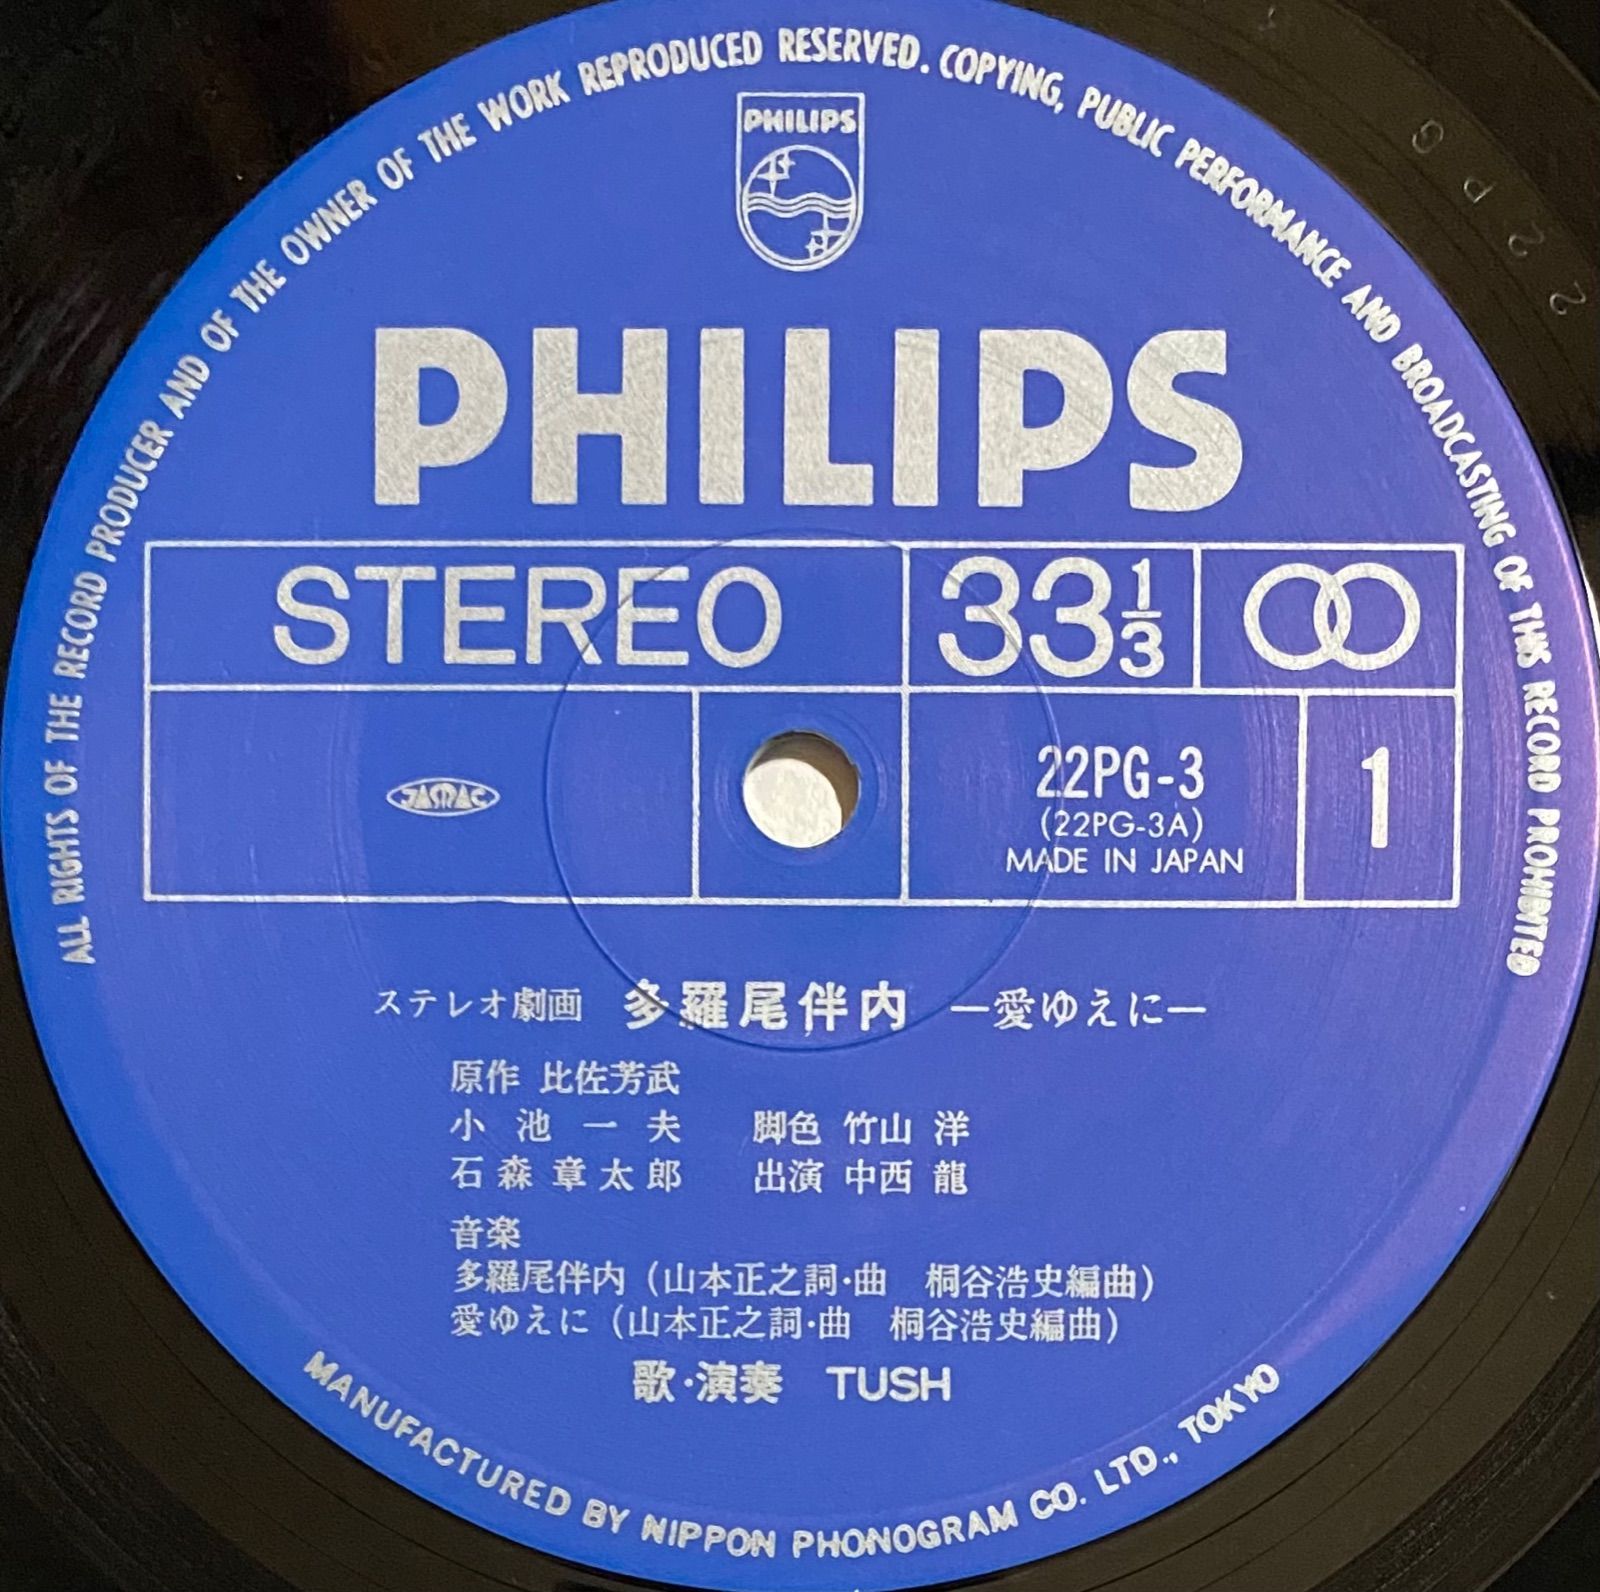 ALL RIGHTS OF THE RECORD PRODUCER AND OF THE OWNER OF THE WORK REPRODUCED RESERVED. COPYING, PUBLIC PERFORMANCE AND BROADCASTING OF THIS RECORD PROHIBITED
PHILIPS
PHILIPS
STEREO 33 1/3
JASRAC
22PG-3
(22PG-3A)
MADE IN JAPAN
1
ステレオ劇画 多羅尾伴内 ―愛ゆえに―
原作 比佐芳武
小池一夫 脚色 竹山 洋
石森章太郎 出演 中西 龍
音楽
多羅尾伴内(山本正之詞・曲 桐谷浩史編曲)
愛ゆえに(山本正之詞・曲 桐谷浩史編曲)
歌・演奏 TUSH
MANUFACTURED BY NIPPON PHONOGRAM CO. LTD., TOKYO
2 2 P G